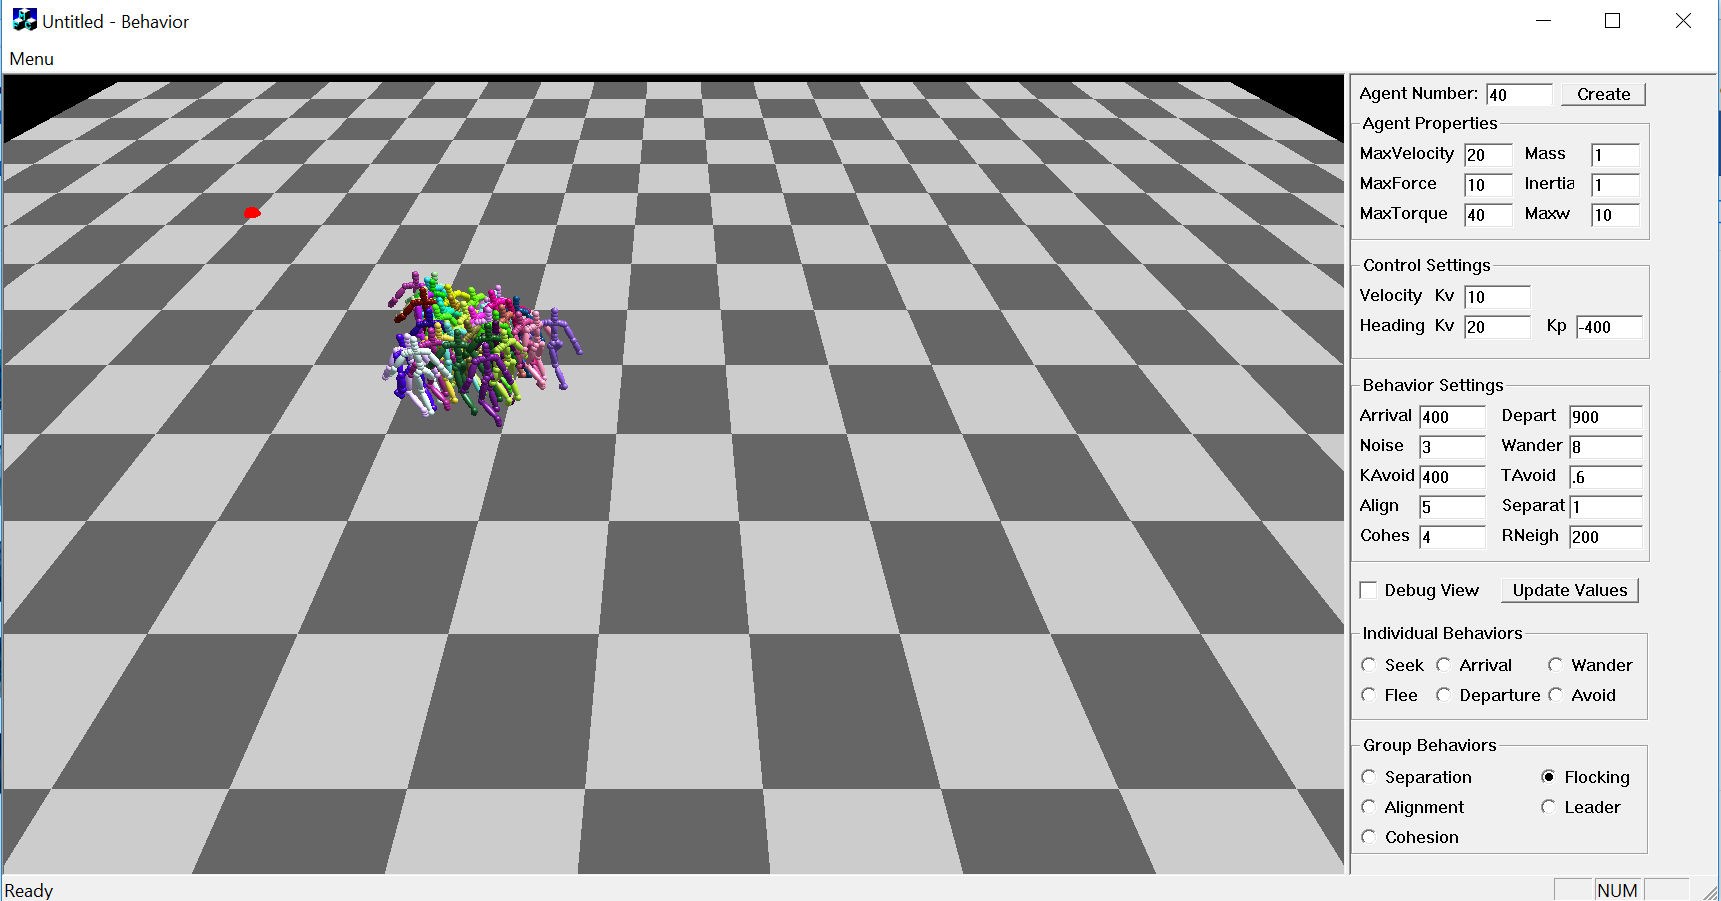 Untitled - Behavior
Menu
Agent Number: 40 Create
Agent Properties
MaxVelocity 20 Mass 1
MaxForce 10 Inertia 1
MaxTorque 40 Maxw 10
Control Settings
Velocity Kv 10
Heading Kv 20 Kp -400
Behavior Settings
Arrival 400 Depart 900
Noise 3 Wander 8
KAvoid 400 TAvoid .6
Align 5 Separat 1
Cohes 4 RNeigh 200
Debug View Update Values
Individual Behaviors
Seek Arrival Wander
Flee Departure Avoid
Group Behaviors
Separation Flocking
Alignment Leader
Cohesion
Ready NUM